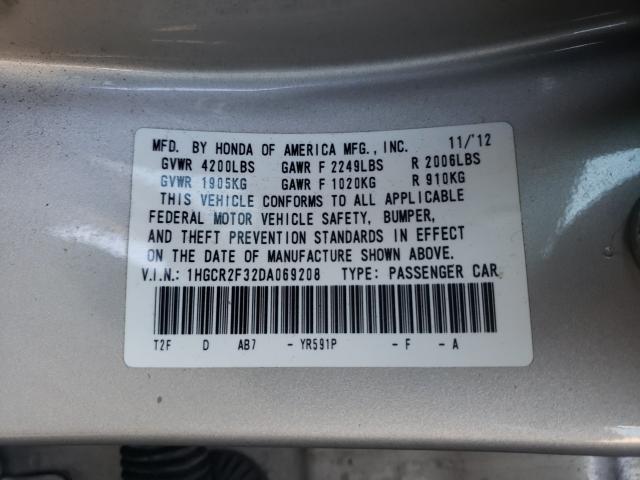 MFD. BY HONDA OF AMERICA MFG., INC. 11/'12
GVWR 4200LBS GAWR F 2249LBS R 2006LBS
GVWR 1905KG GAWR F 1020KG R 910KG
THIS VEHICLE CONFORMS TO ALL APPLICABLE
FEDERAL MOTOR VEHICLE SAFETY, BUMPER,
AND THEFT PREVENTION STANDARDS IN EFFECT
ON THE DATE OF MANUFACTURE SHOWN ABOVE.
V.I.N.: 1HGCR2F32DA069208 TYPE: PASSENGER CAR
T2F D AB7 - YR591P - F - A